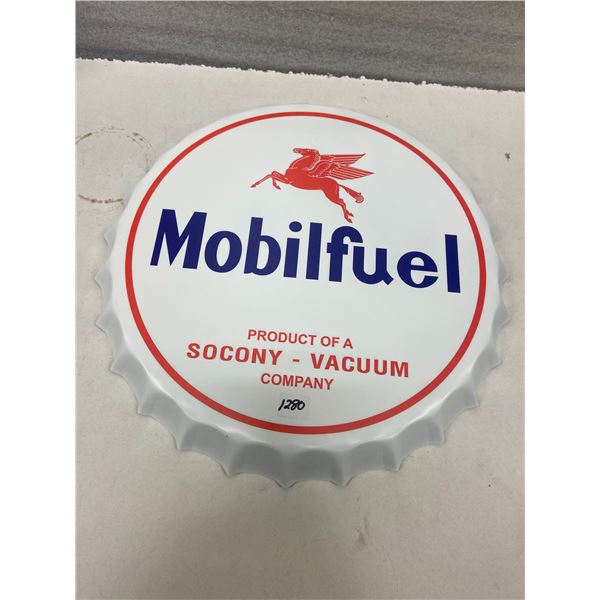 Mobilfuel
PRODUCT OF A
SOCONY - VACUUM
COMPANY
1280